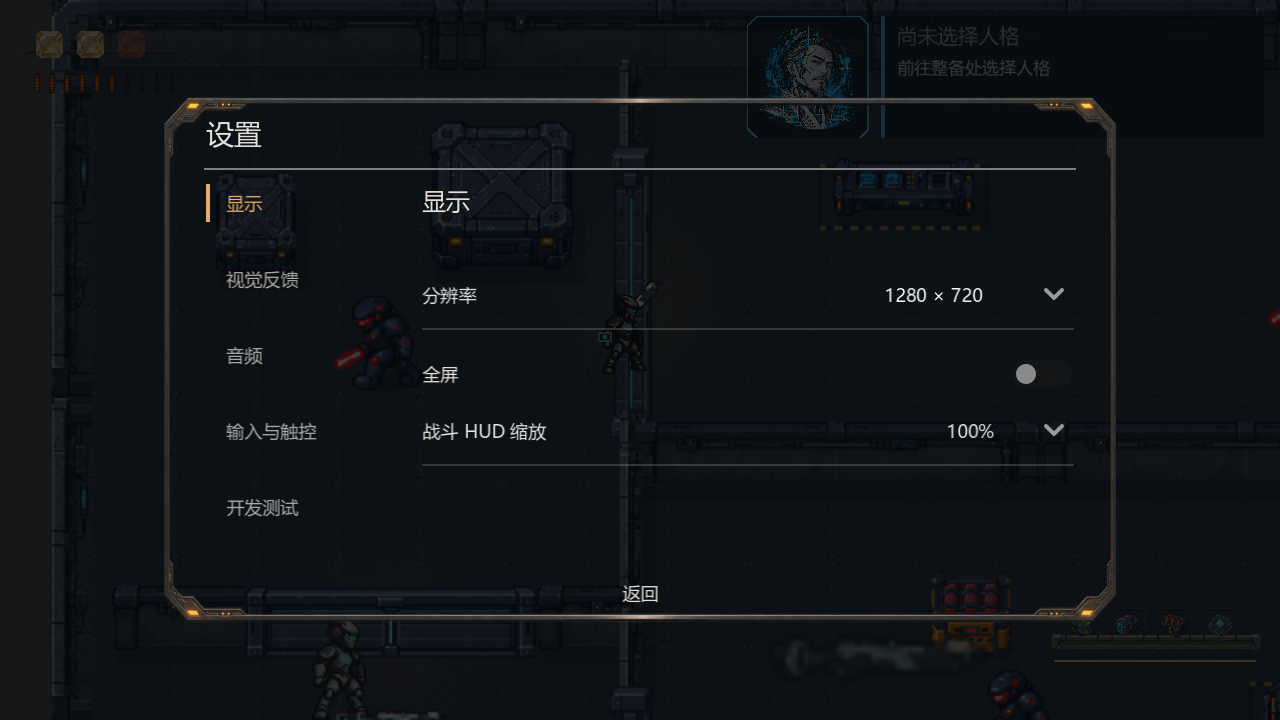 尚未选择人格
前往整备处选择人格
设置
显示
视觉反馈
音频
输入与触控
开发测试
显示
分辨率
1280 × 720
全屏
战斗 HUD 缩放
100%
返回